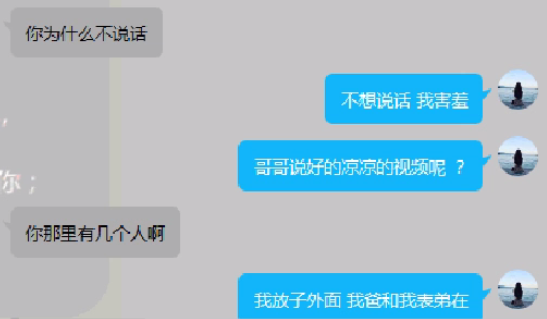 你为什么不说话
不想说话 我害羞
，
哥哥说好的凉凉的视频呢 ？
你；
你那里有几个人啊
我放子外面 我爸和我表弟在